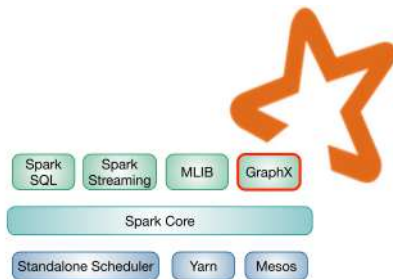 Spark
SQL
Spark
Streaming
MLIB
GraphX
Spark Core
Standalone Scheduler
Yarn
Mesos